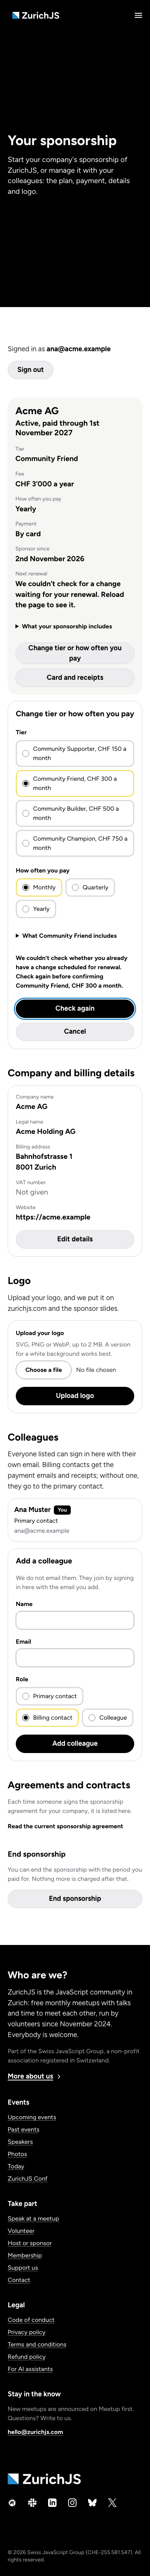 ZurichJS
Your sponsorship
Start your company's sponsorship of
ZurichJS, or manage it with your
colleagues: the plan, payment, details
and logo.
Signed in as ana@acme.example
Sign out
Acme AG
Active, paid through 1st
November 2027
Tier
Community Friend
Fee
CHF 3'000 a year
How often you pay
Yearly
Payment
By card
Sponsor since
2nd November 2026
Next renewal
We couldn't check for a change
waiting for your renewal. Reload
the page to see it.
What your sponsorship includes
Change tier or how often you
pay
Card and receipts
Change tier or how often you pay
Tier
Community Supporter, CHF 150 a
month
Community Friend, CHF 300 a
month
Community Builder, CHF 500 a
month
Community Champion, CHF 750 a
month
How often you pay
Monthly
Quarterly
Yearly
What Community Friend includes
We couldn't check whether you already
have a change scheduled for renewal.
Check again before confirming
Community Friend, CHF 300 a month.
Check again
Cancel
Company and billing details
Company name
Acme AG
Legal name
Acme Holding AG
Billing address
Bahnhofstrasse 1
8001 Zurich
VAT number
Not given
Website
https://acme.example
Edit details
Logo
Upload your logo, and we put it on
zurichjs.com and the sponsor slides.
Upload your logo
SVG, PNG or WebP, up to 2 MB. A version
for a white background works best.
Choose a file
No file chosen
Upload logo
Colleagues
Everyone listed can sign in here with their
own email. Billing contacts get the
payment emails and receipts; without one,
they go to the primary contact.
Ana Muster You
Primary contact
ana@acme.example
Add a colleague
We do not email them. They join by signing
in here with the email you add.
Name
Email
Role
Primary contact
Billing contact
Colleague
Add colleague
Agreements and contracts
Each time someone signs the sponsorship
agreement for your company, it is listed here.
Read the current sponsorship agreement
End sponsorship
You can end the sponsorship with the period you
paid for. Nothing more is charged after that.
End sponsorship
Who are we?
ZurichJS is the JavaScript community in
Zurich: free monthly meetups with talks
and time to meet each other, run by
volunteers since November 2024.
Everybody is welcome.
Part of the Swiss JavaScript Group, a non-profit
association registered in Switzerland.
More about us
Events
Upcoming events
Past events
Speakers
Photos
Today
ZurichJS Conf
Take part
Speak at a meetup
Volunteer
Host or sponsor
Membership
Support us
Contact
Legal
Code of conduct
Privacy policy
Terms and conditions
Refund policy
For AI assistants
Stay in the know
New meetups are announced on Meetup first.
Questions? Write to us.
hello@zurichjs.com
ZurichJS
© 2026 Swiss JavaScript Group (CHE-255.581.547). All
rights reserved.